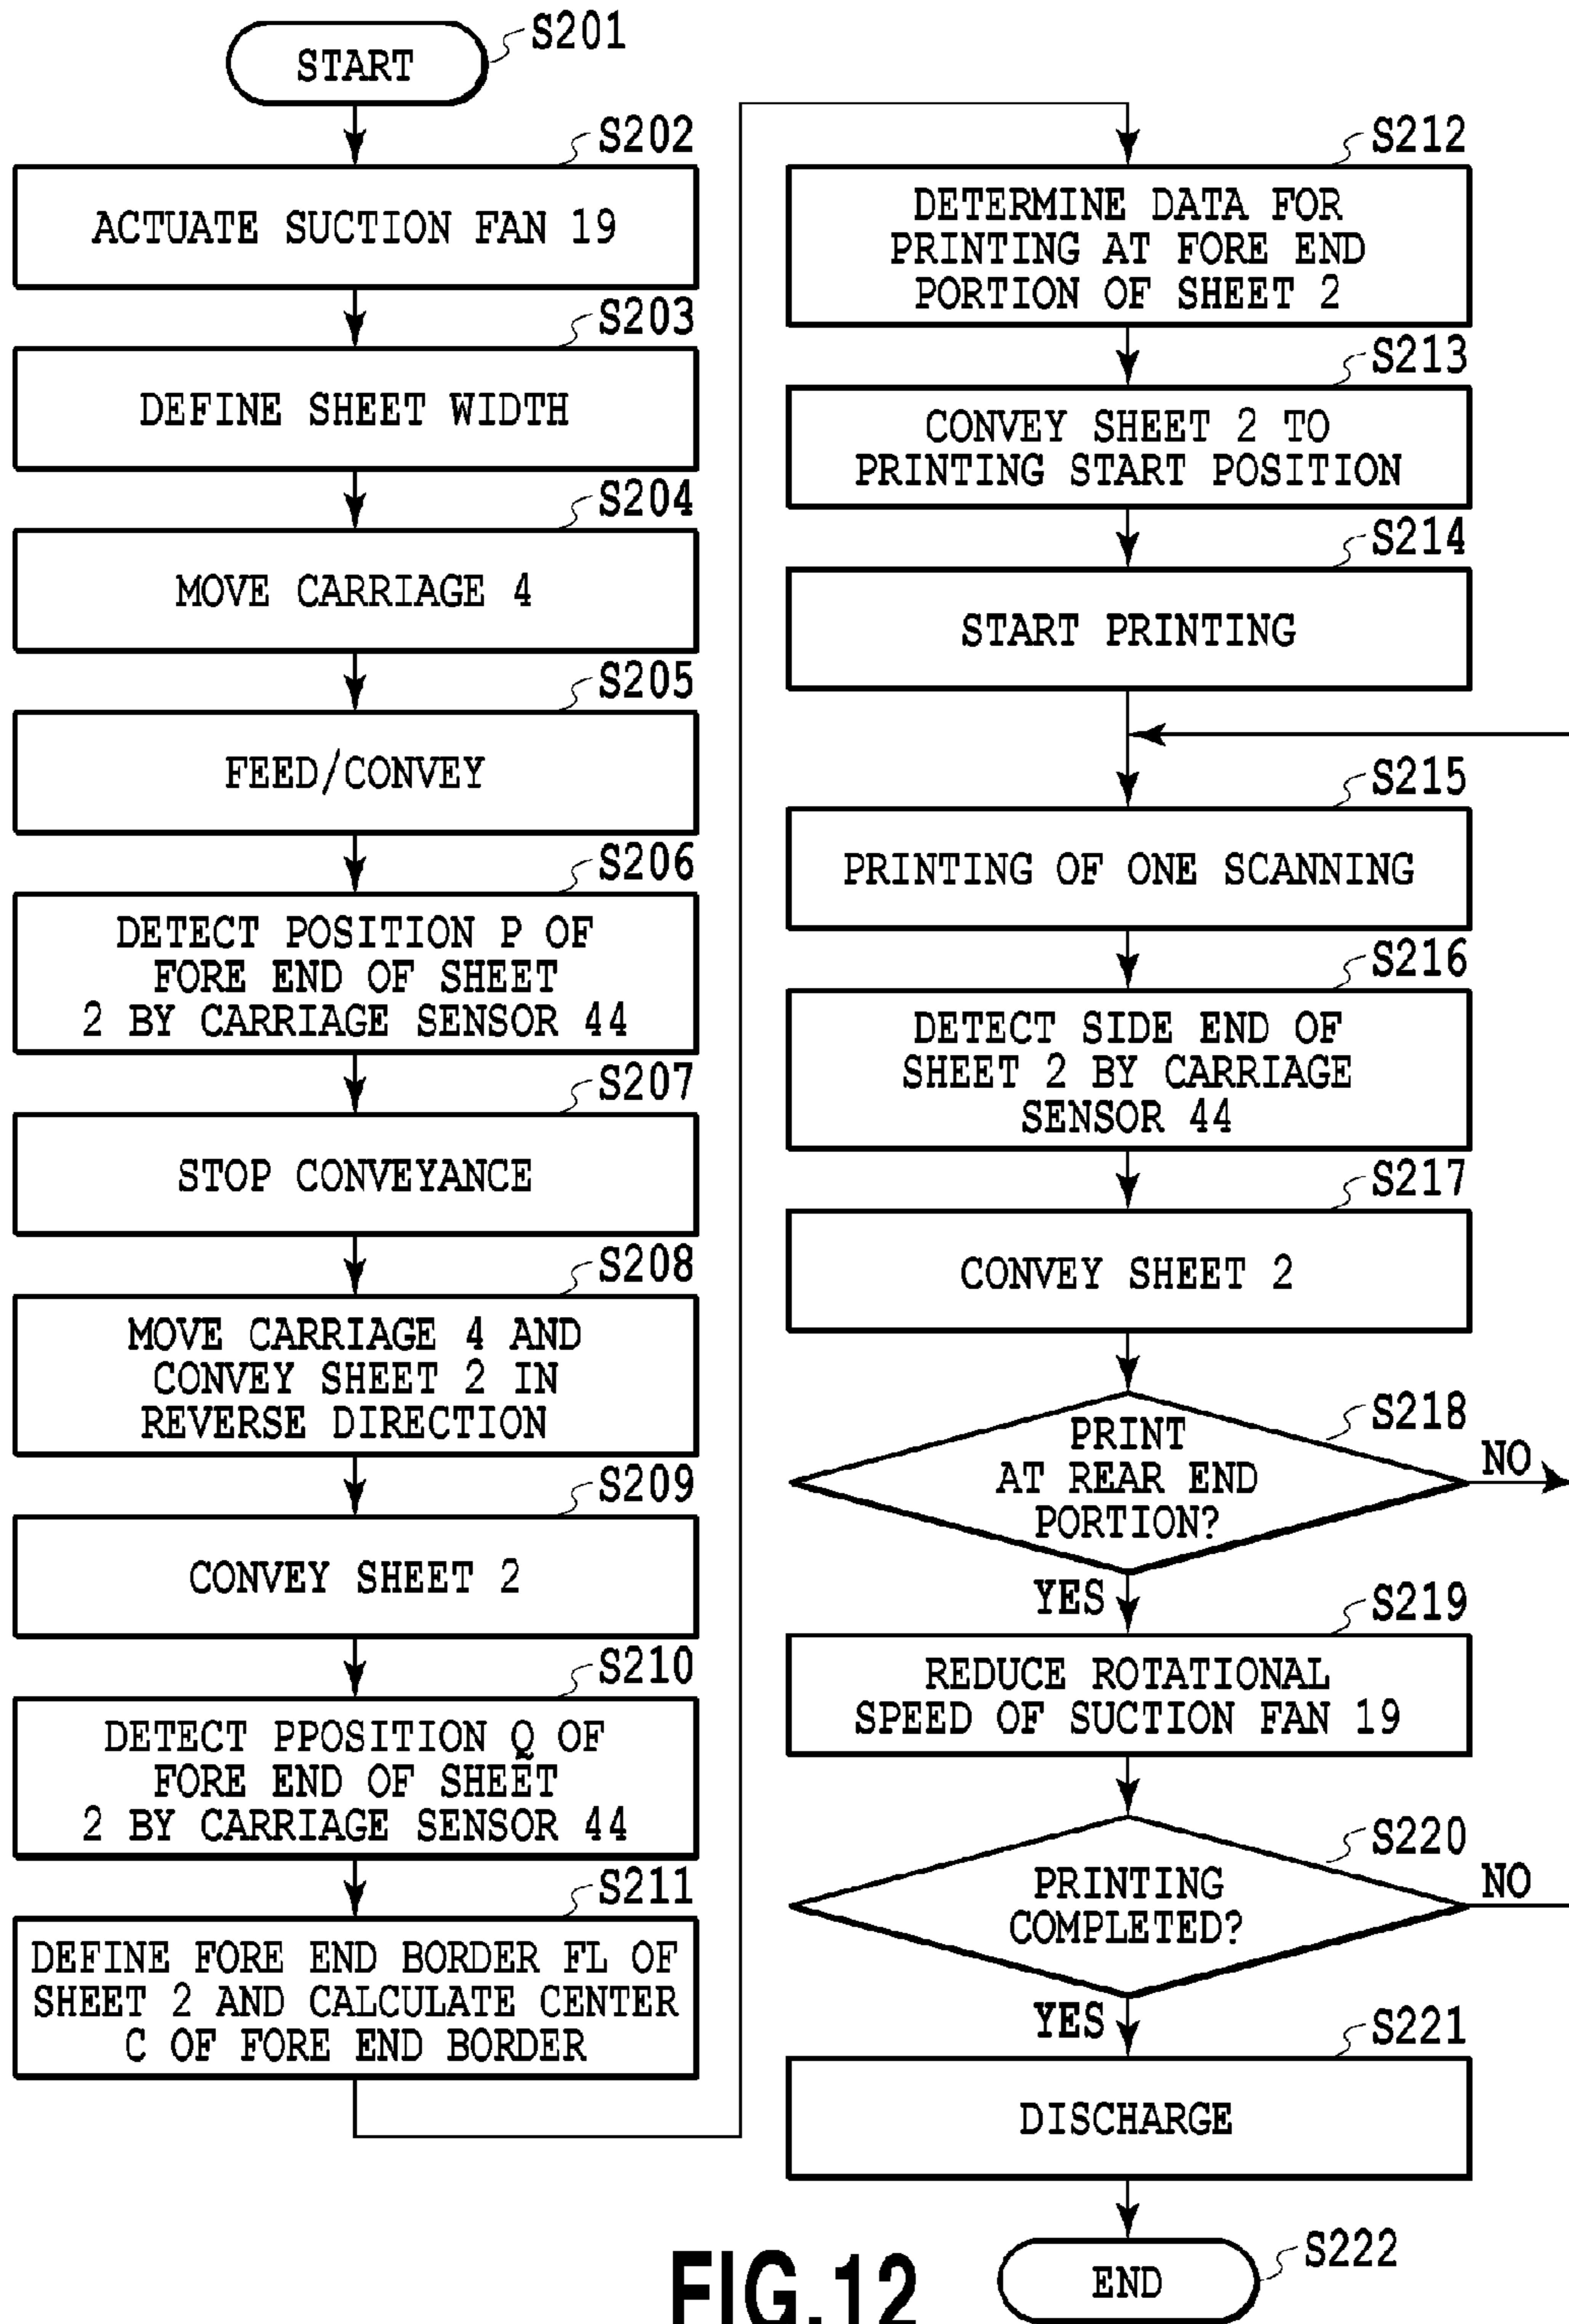 START
S201
S202
ACTUATE SUCTION FAN 19
S203
DEFINE SHEET WIDTH
S204
MOVE CARRIAGE 4
S205
FEED/CONVEY
S206
DETECT POSITION P OF
FORE END OF SHEET
2 BY CARRIAGE SENSOR 44
S207
STOP CONVEYANCE
S208
MOVE CARRIAGE 4 AND
CONVEY SHEET 2 IN
REVERSE DIRECTION
S209
CONVEY SHEET 2
S210
DETECT PPOSITION Q OF
FORE END OF SHEET
2 BY CARRIAGE SENSOR 44
S211
DEFINE FORE END BORDER FL OF
SHEET 2 AND CALCULATE CENTER
C OF FORE END BORDER
S212
DETERMINE DATA FOR
PRINTING AT FORE END
PORTION OF SHEET 2
S213
CONVEY SHEET 2 TO
PRINTING START POSITION
S214
START PRINTING
S215
PRINTING OF ONE SCANNING
S216
DETECT SIDE END OF
SHEET 2 BY CARRIAGE
SENSOR 44
S217
CONVEY SHEET 2
S218
PRINT
AT REAR END
PORTION?
NO
YES
S219
REDUCE ROTATIONAL
SPEED OF SUCTION FAN 19
S220
PRINTING
COMPLETED?
NO
YES
S221
DISCHARGE
S222
END
FIG.12